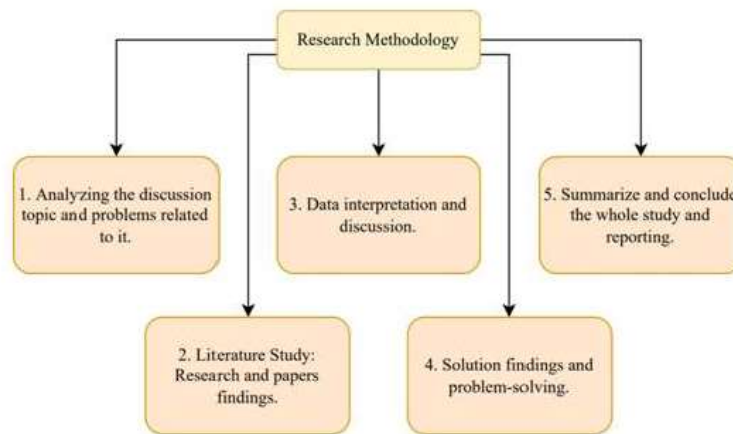 Research Methodology
1. Analyzing the discussion
topic and problems related
to it.
2. Literature Study:
Research and papers
findings.
3. Data interpretation and
discussion.
4. Solution findings and
problem-solving.
5. Summarize and conclude
the whole study and
reporting.